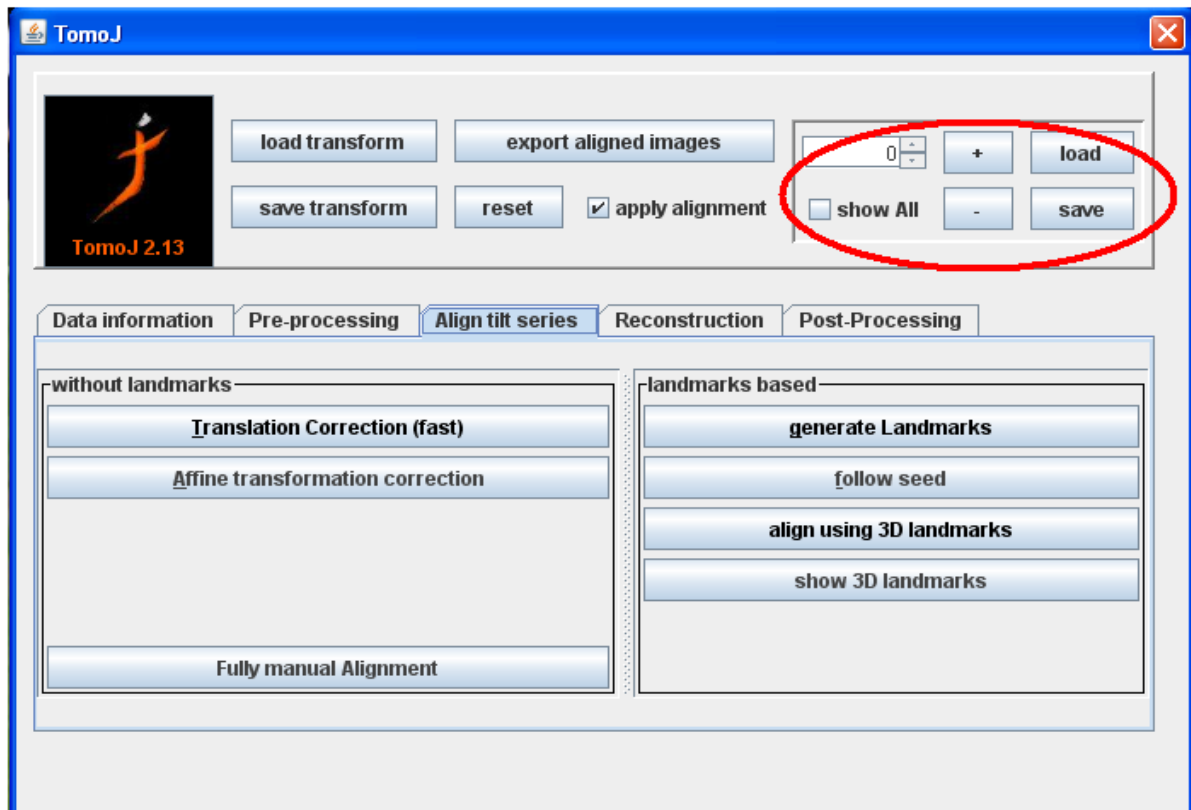 TomoJ
load transform
export aligned images
0
+
load
save transform
reset
apply alignment
show All
-
save
TomoJ 2.13
Data information
Pre-processing
Align tilt series
Reconstruction
Post-Processing
without landmarks
Translation Correction (fast)
Affine transformation correction
Fully manual Alignment
landmarks based
generate Landmarks
follow seed
align using 3D landmarks
show 3D landmarks